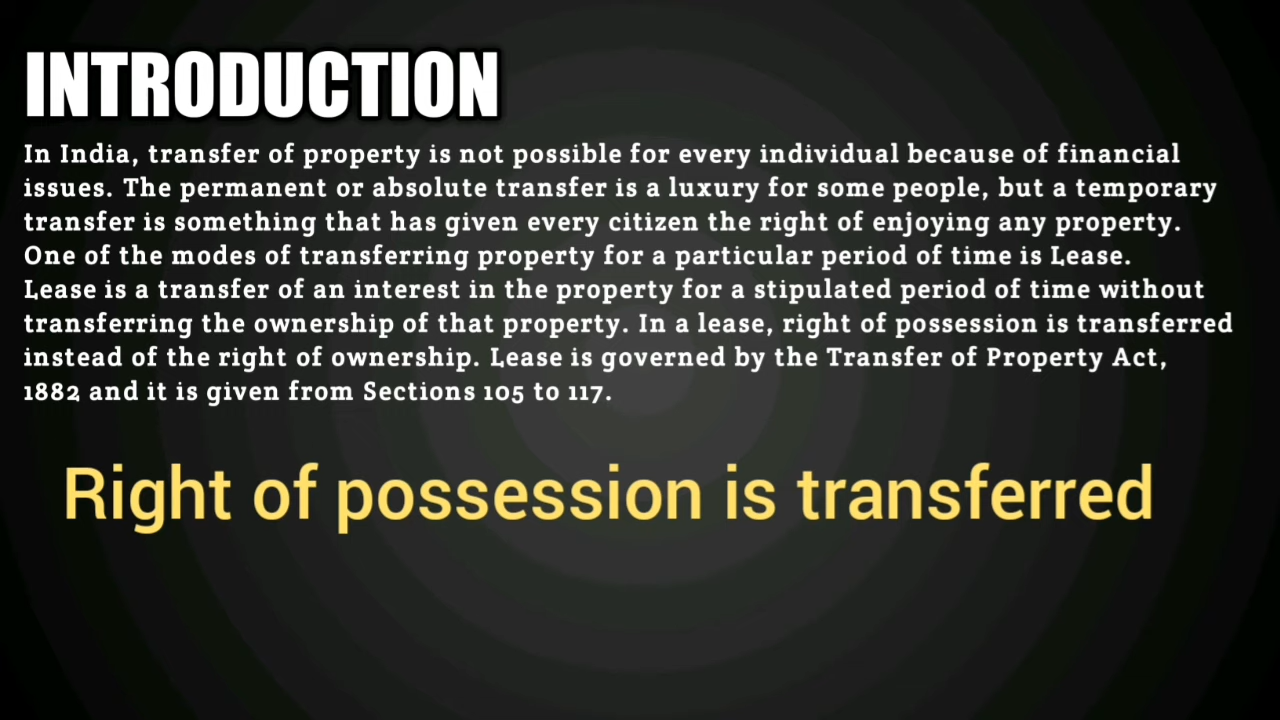 INTRODUCTION
In India, transfer of property is not possible for every individual because of financial
issues. The permanent or absolute transfer is a luxury for some people, but a temporary
transfer is something that has given every citizen the right of enjoying any property.
One of the modes of transferring property for a particular period of time is Lease.
Lease is a transfer of an interest in the property for a stipulated period of time without
transferring the ownership of that property. In a lease, right of possession is transferred
instead of the right of ownership. Lease is governed by the Transfer of Property Act,
1882 and it is given from Sections 105 to 117.
Right of possession is transferred